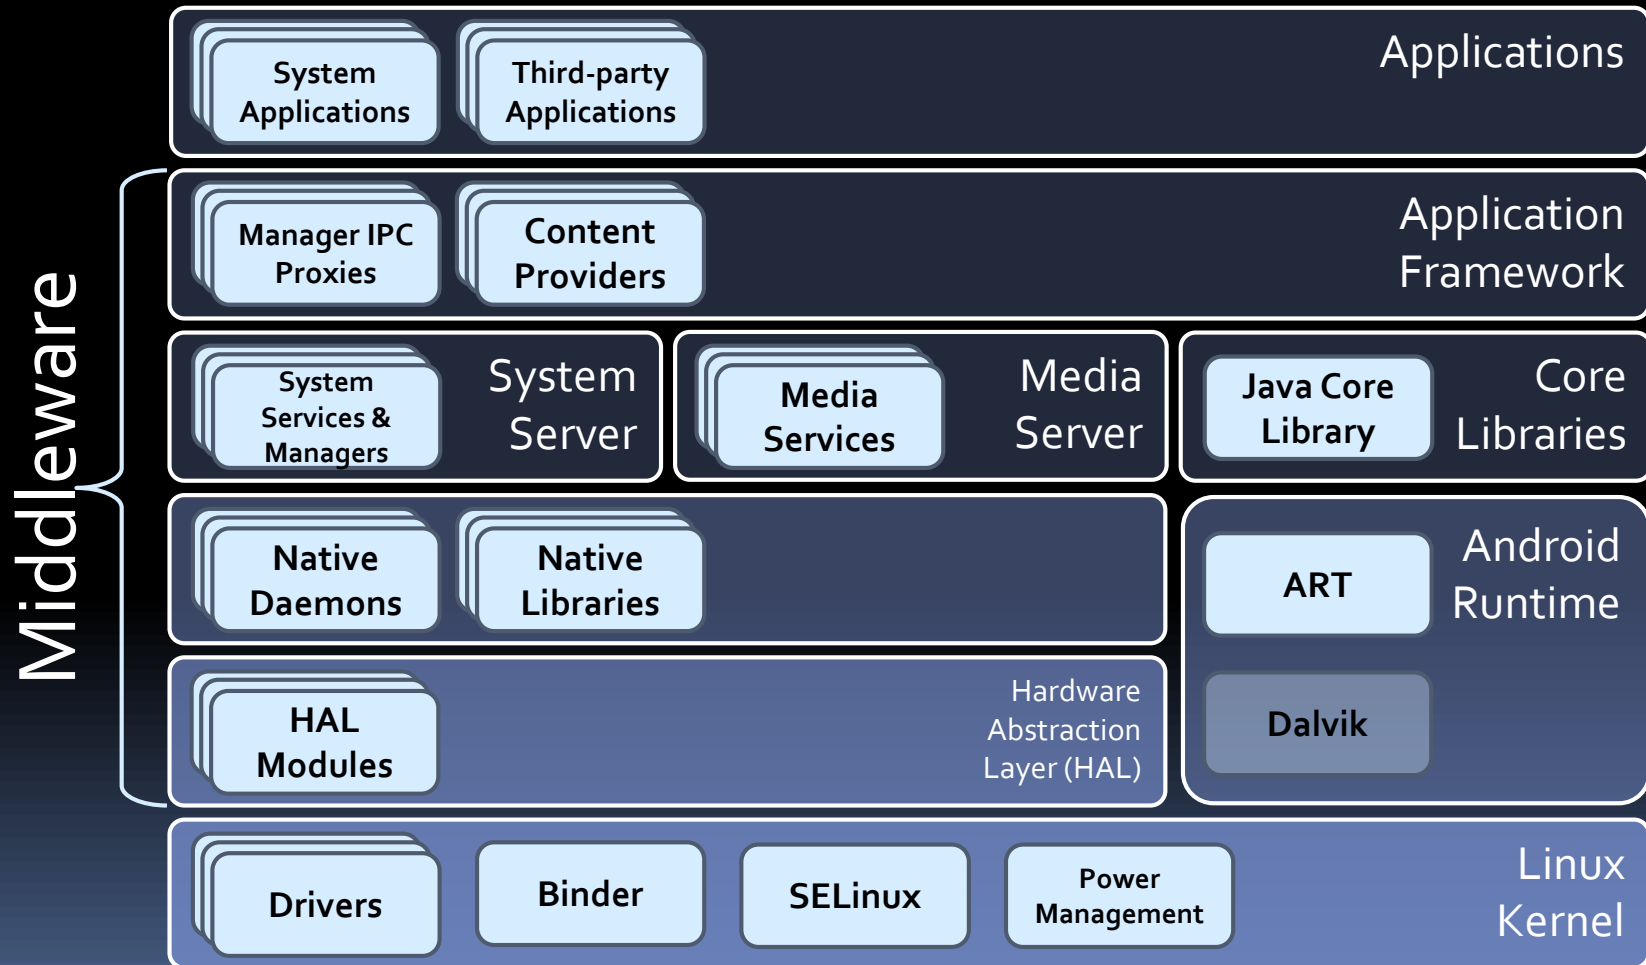 System
Applications
Third-party
Applications
Applications
Middleware
Manager IPC
Proxies
Content
Providers
Application
Framework
System
Services &
Managers
System
Server
Media
Services
Media
Server
Java Core
Library
Core
Libraries
Native
Daemons
Native
Libraries
ART
Android
Runtime
Dalvik
HAL
Modules
Hardware
Abstraction
Layer (HAL)
Drivers
Binder
SELinux
Power
Management
Linux
Kernel